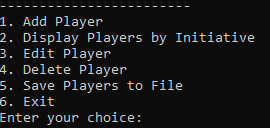 -------------------------
1. Add Player
2. Display Players by Initiative
3. Edit Player
4. Delete Player
5. Save Players to File
6. Exit
Enter your choice: